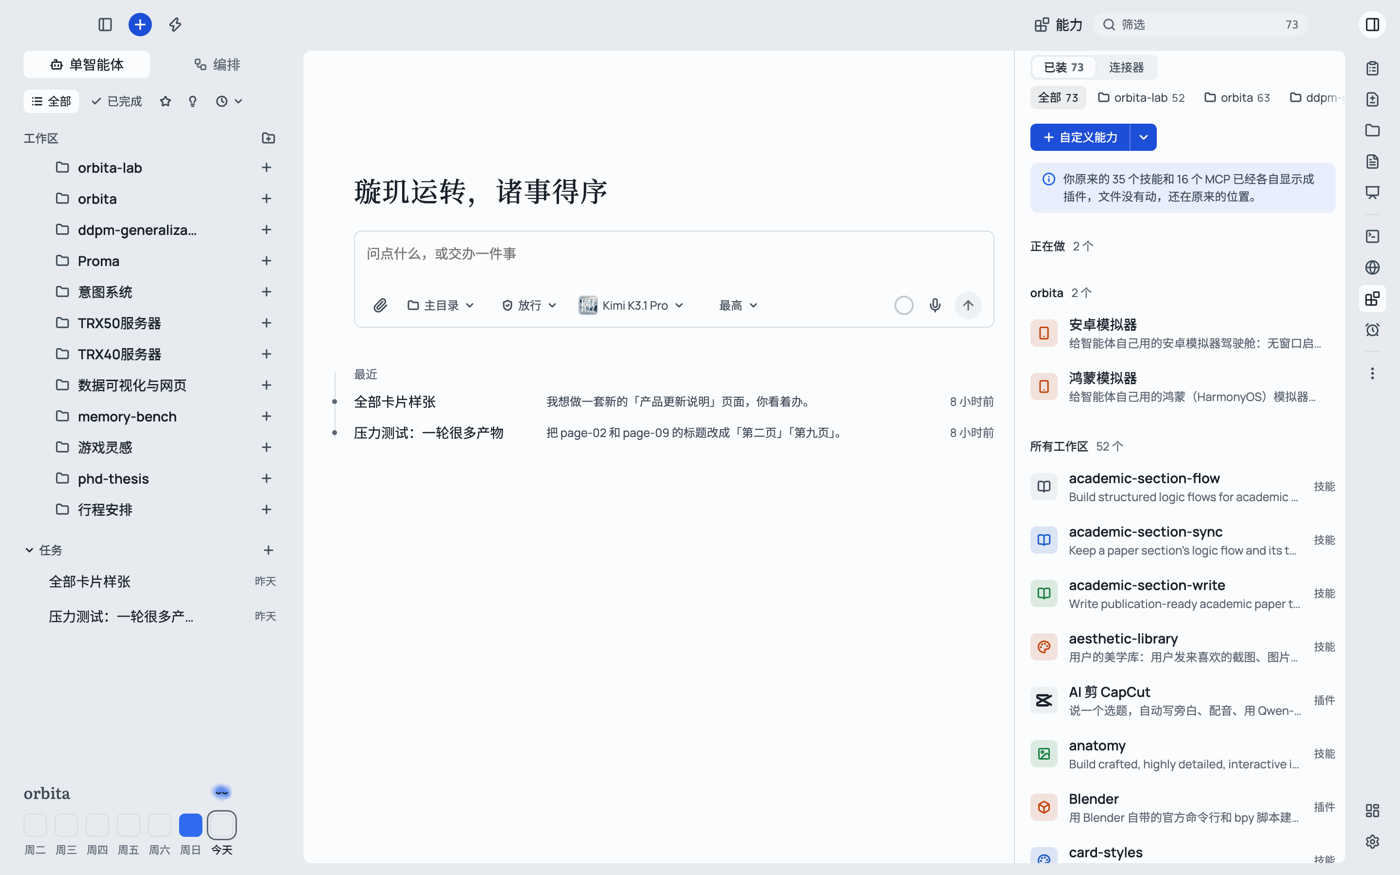 能力
筛选
73
单智能体
编排
全部
已完成
工作区
orbita-lab
orbita
ddpm-generaliza...
Proma
意图系统
TRX50服务器
TRX40服务器
数据可视化与网页
memory-bench
游戏灵感
phd-thesis
行程安排
任务
全部卡片样张 昨天
压力测试：一轮很多产... 昨天
orbita
周二 周三 周四 周五 周六 周日 今天
璇玑运转，诸事得序
问点什么，或交办一件事
主目录 放行 Kimi K3.1 Pro 最高
最近
全部卡片样张 我想做一套新的「产品更新说明」页面，你看着办。 8 小时前
压力测试：一轮很多产物 把 page-02 和 page-09 的标题改成「第二页」「第九页」。 8 小时前
已装 73 连接器
全部 73 orbita-lab 52 orbita 63 ddpm-
自定义能力
你原来的 35 个技能和 16 个 MCP 已经各自显示成
插件，文件没有动，还在原来的位置。
正在做 2 个
orbita 2 个
安卓模拟器
给智能体自己用的安卓模拟器驾驶舱：无窗口启...
鸿蒙模拟器
给智能体自己用的鸿蒙（HarmonyOS）模拟器...
所有工作区 52 个
academic-section-flow
Build structured logic flows for academic ...
技能
academic-section-sync
Keep a paper section's logic flow and its t...
技能
academic-section-write
Write publication-ready academic paper t...
技能
aesthetic-library
用户的美学库：用户发来喜欢的截图、图片...
技能
AI 剪 CapCut
说一个选题，自动写旁白、配音、用 Qwen-...
插件
anatomy
Build crafted, highly detailed, interactive i...
技能
Blender
用 Blender 自带的官方命令行和 bpy 脚本建...
插件
card-styles
技能